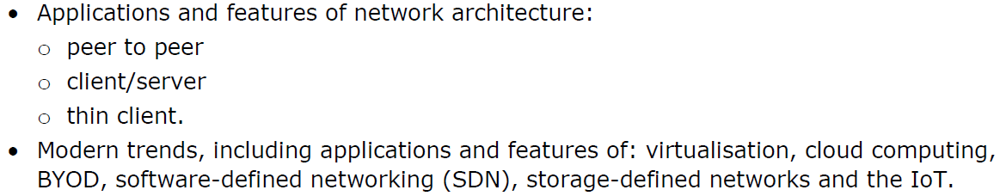 • Applications and features of network architecture:
o peer to peer
o client/server
o thin client.
• Modern trends, including applications and features of: virtualisation, cloud computing,
BYOD, software-defined networking (SDN), storage-defined networks and the IoT.